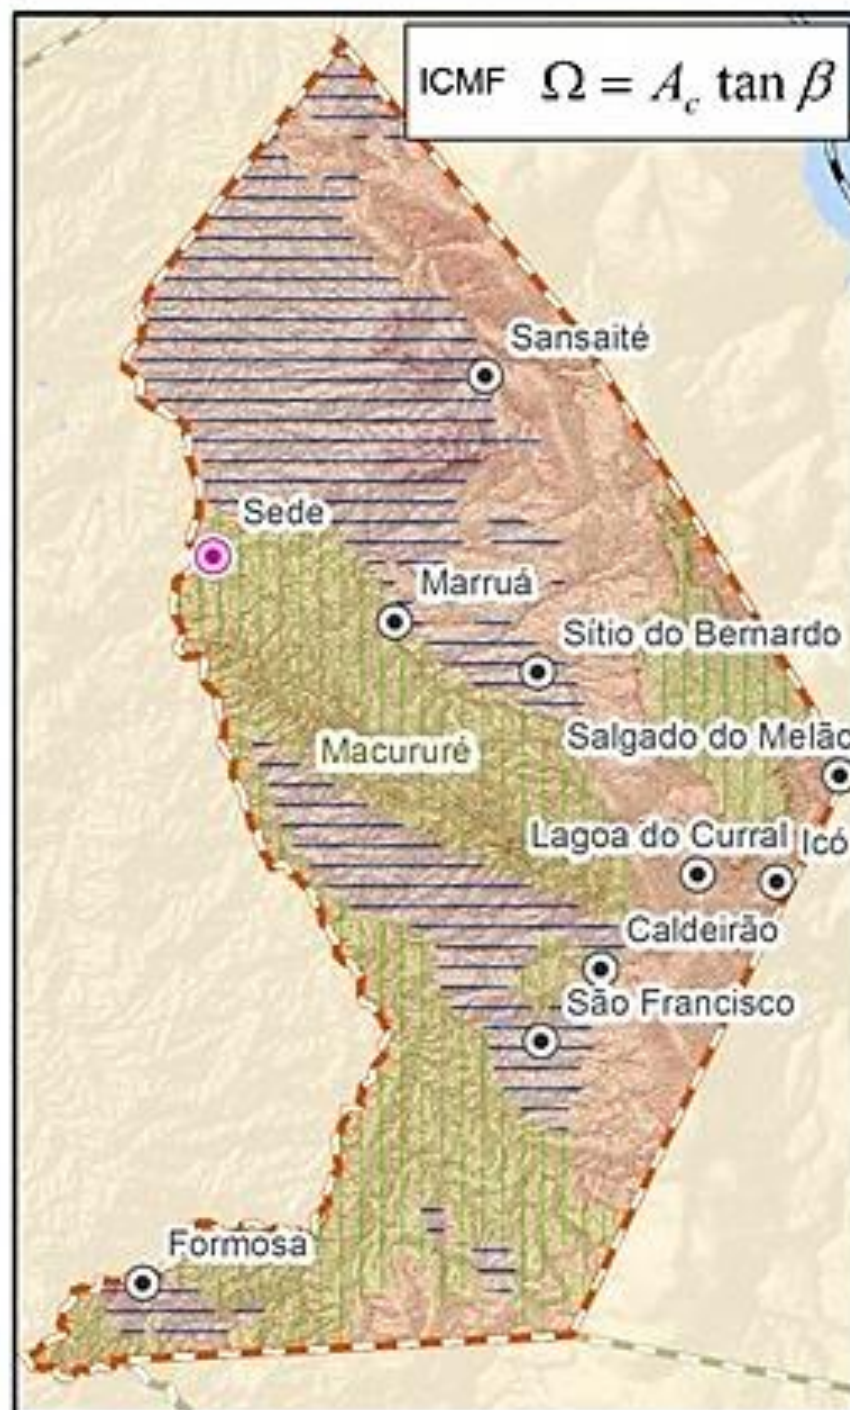 ICMF Ω = A_c tan β
Sansaité
Sede
Marruá
Sítio do Bernardo
Salgado do Melão
Macururé
Lagoa do Curral
Icó
Caldeirão
São Francisco
Formosa